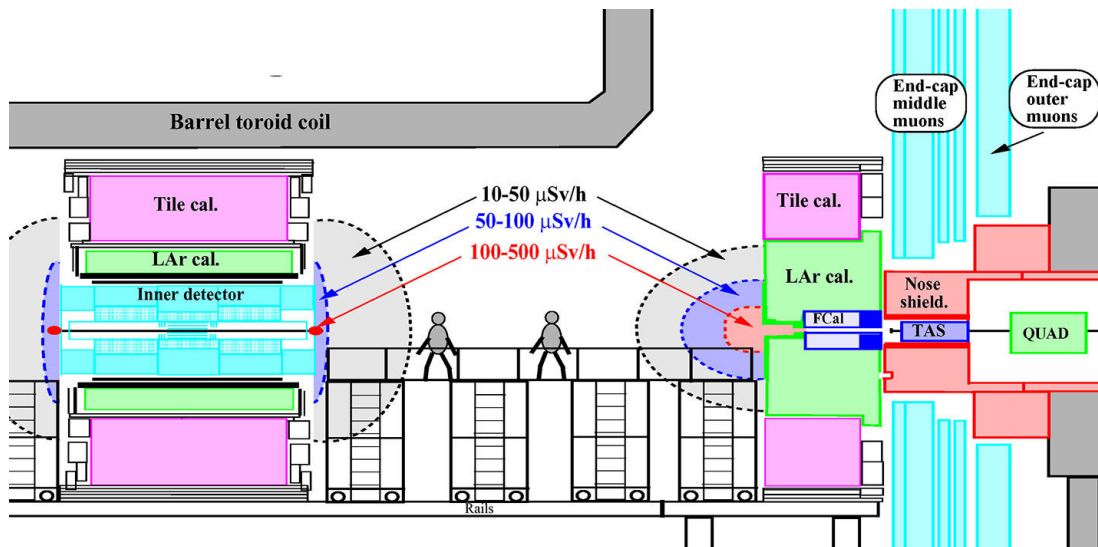 Barrel toroid coil
End-cap
middle
muons
End-cap
outer
muons
Tile cal.
10-50 μSv/h
50-100 μSv/h
100-500 μSv/h
Tile cal.
LAr cal.
LAr cal.
Inner detector
Nose
shield.
FCal
TAS
QUAD
Rails